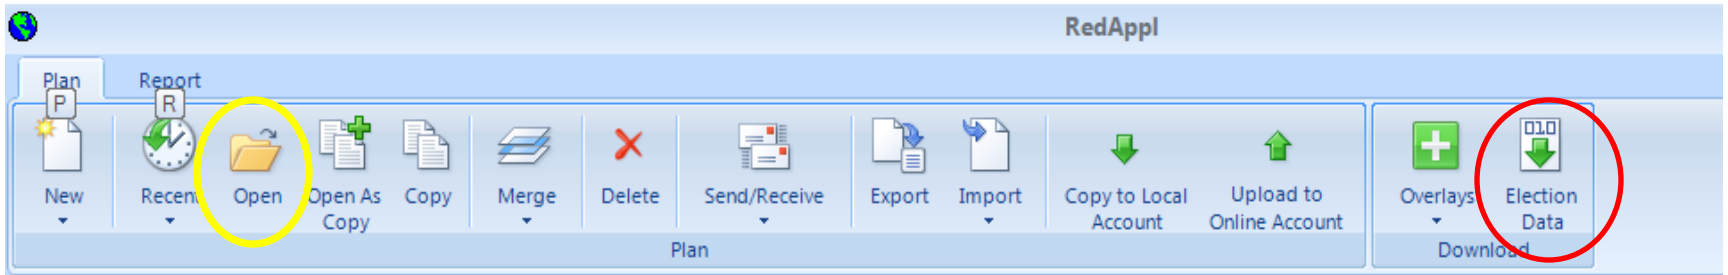 RedAppl
Plan Report
P R
010
New Recent Open Open As Copy Merge Delete Send/Receive Export Import Copy to Local Upload to Overlays Election
Copy Account Online Account Data
Plan Download